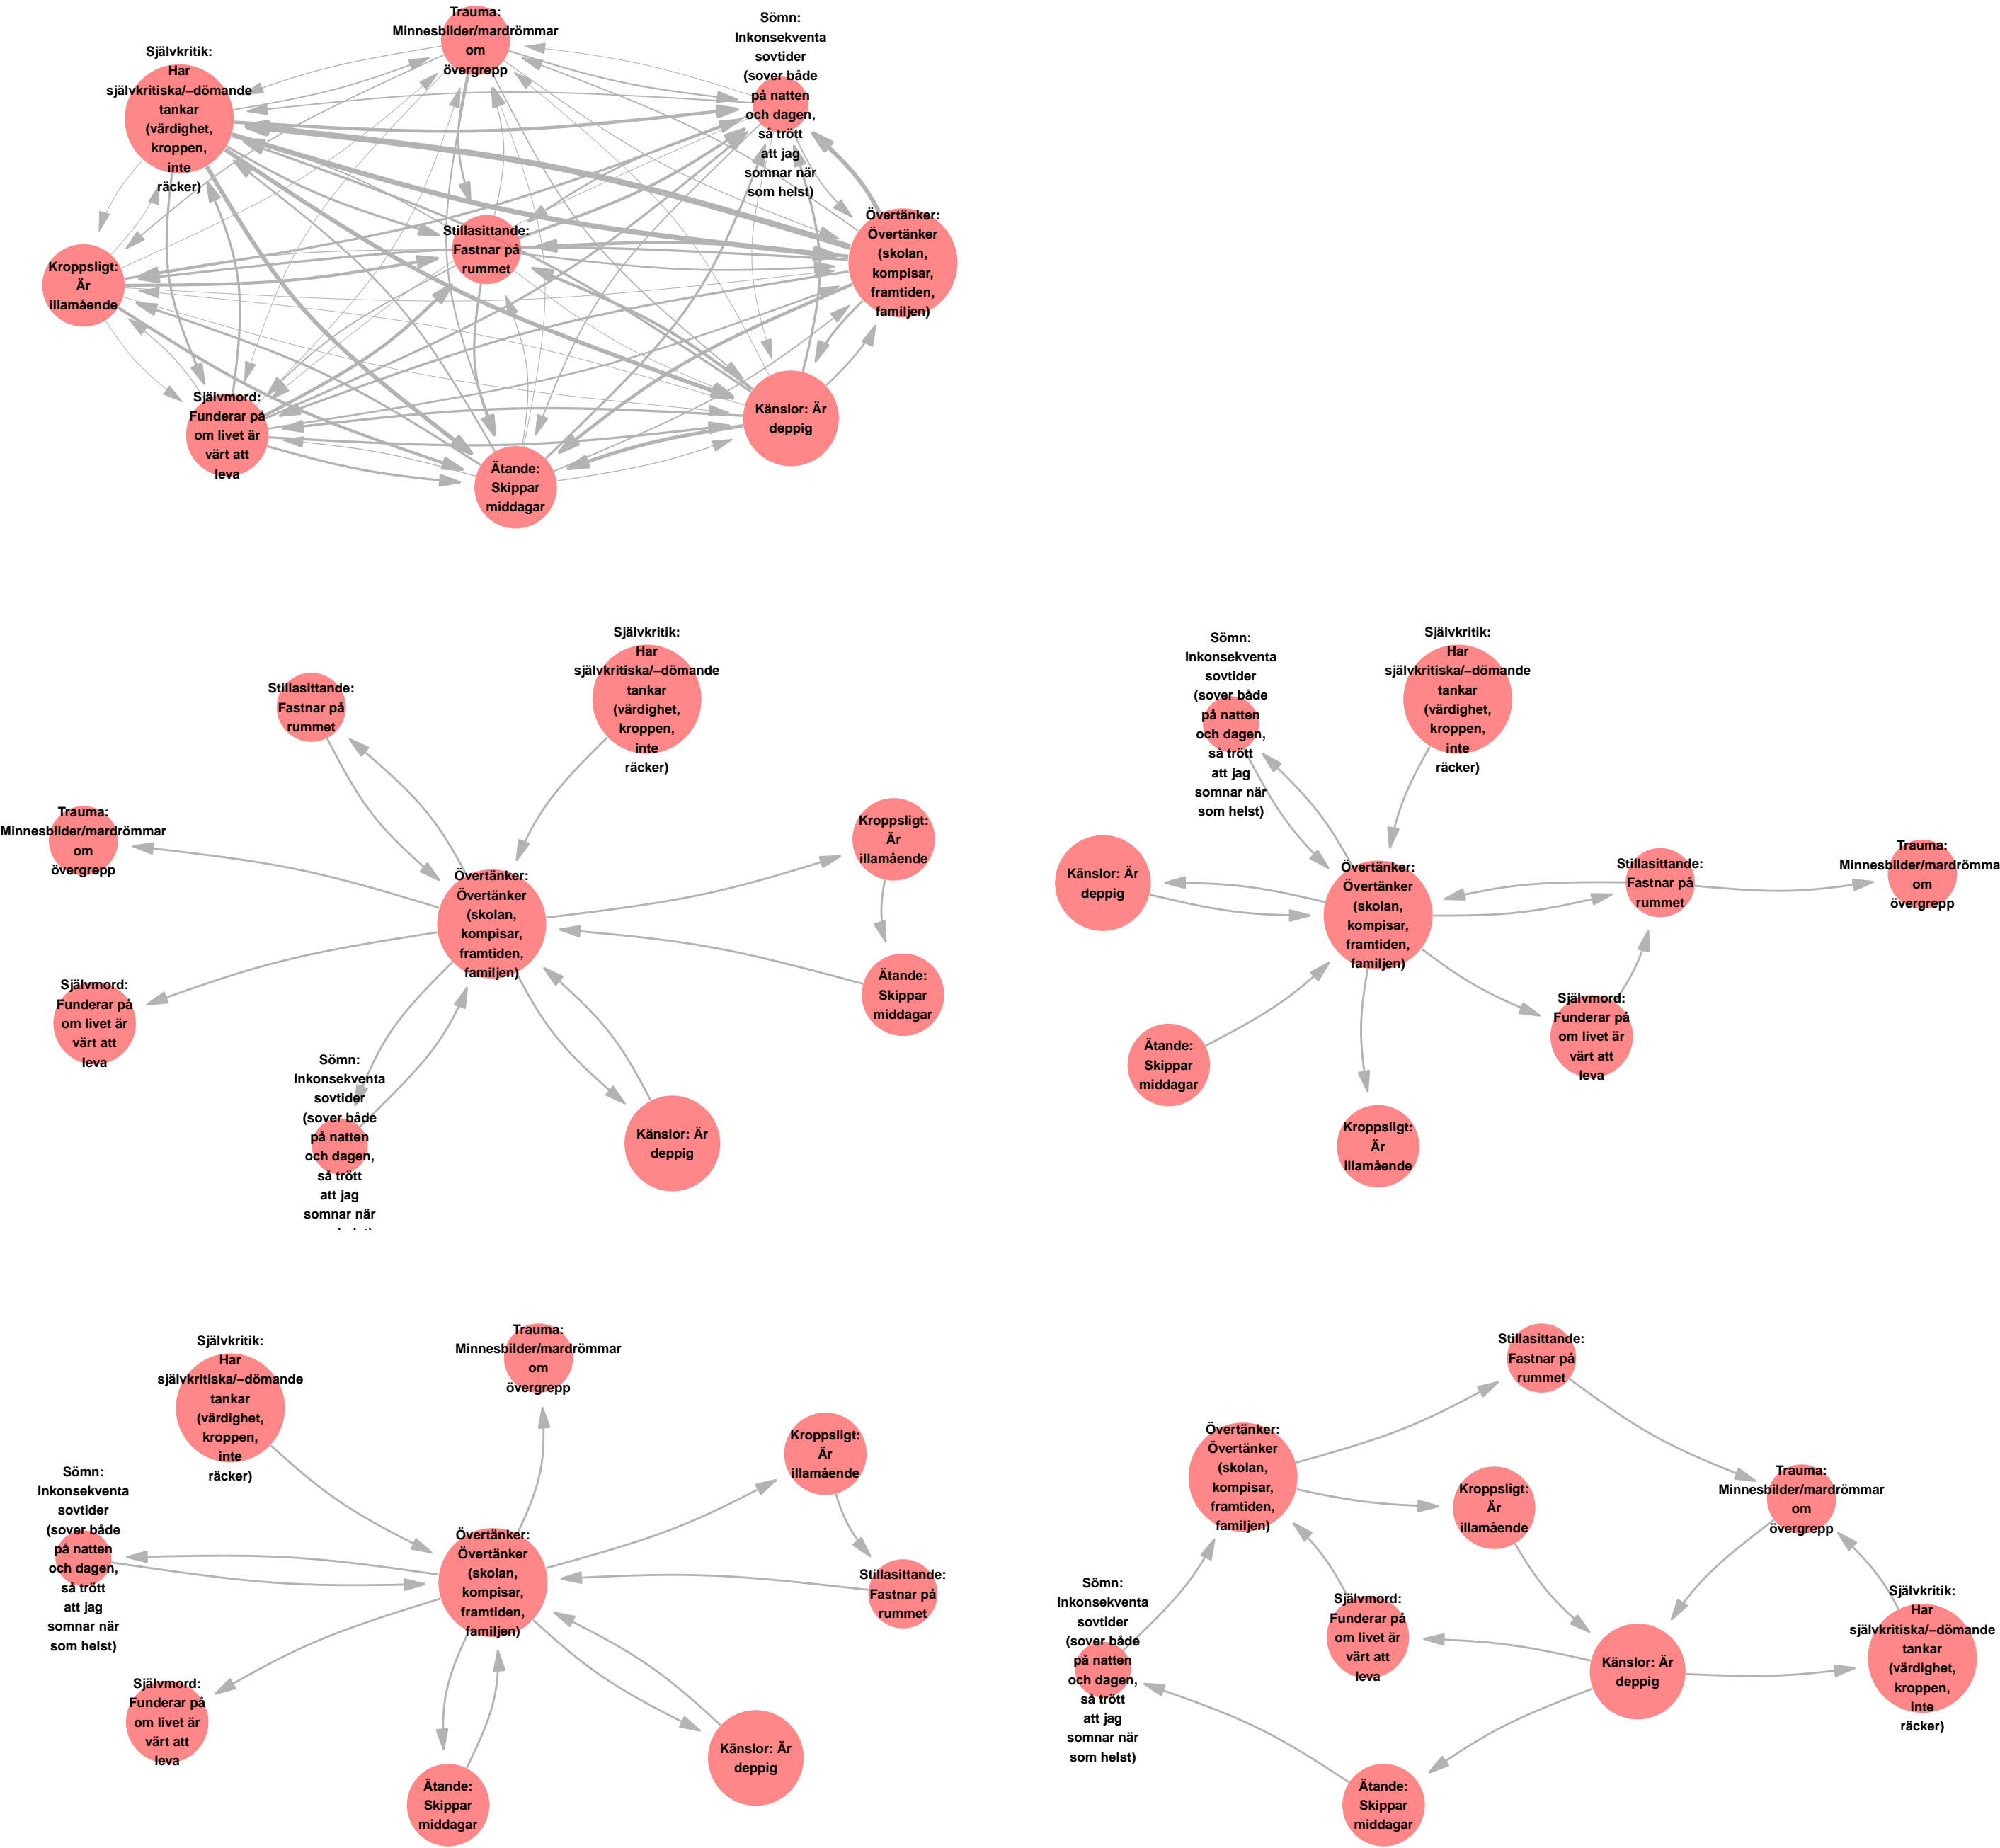 Trauma:
Minnesbilder/mardrömmar
om
övergrepp
Sömn:
Inkonsekventa
sovtider
(sover både
på natten
och dagen,
så trött
att jag
somnar när
som helst)
Självkritik:
Har
självkritiska/–dömande
tankar
(värdighet,
kroppen,
inte
räcker)
Stillasittande:
Fastnar på
rummet
Övertänker:
Övertänker
(skolan,
kompisar,
framtiden,
familjen)
Kroppsligt:
Är
illamående
Självmord:
Funderar på
om livet är
värt att
leva
Känslor: Är
deppig
Ätande:
Skippar
middagar
Självkritik:
Har
självkritiska/–dömande
tankar
(värdighet,
kroppen,
inte
räcker)
Stillasittande:
Fastnar på
rummet
Trauma:
Minnesbilder/mardrömmar
om
övergrepp
Kroppsligt:
Är
illamående
Övertänker:
Övertänker
(skolan,
kompisar,
framtiden,
familjen)
Självmord:
Funderar på
om livet är
värt att
leva
Ätande:
Skippar
middagar
Sömn:
Inkonsekventa
sovtider
(sover både
på natten
och dagen,
så trött
att jag
somnar när
Känslor: Är
deppig
Sömn:
Inkonsekventa
sovtider
(sover både
på natten
och dagen,
så trött
att jag
somnar när
som helst)
Självkritik:
Har
självkritiska/–dömande
tankar
(värdighet,
kroppen,
inte
räcker)
Känslor: Är
deppig
Övertänker:
Övertänker
(skolan,
kompisar,
framtiden,
familjen)
Stillasittande:
Fastnar på
rummet
Trauma:
Minnesbilder/mardrömma
om
övergrepp
Ätande:
Skippar
middagar
Självmord:
Funderar på
om livet är
värt att
leva
Kroppsligt:
Är
illamående
Trauma:
Minnesbilder/mardrömmar
om
övergrepp
Självkritik:
Har
självkritiska/–dömande
tankar
(värdighet,
kroppen,
inte
räcker)
Kroppsligt:
Är
illamående
Sömn:
Inkonsekventa
sovtider
(sover både
på natten
och dagen,
så trött
att jag
somnar när
som helst)
Övertänker:
Övertänker
(skolan,
kompisar,
framtiden,
familjen)
Stillasittande:
Fastnar på
rummet
Självmord:
Funderar på
om livet är
värt att
leva
Ätande:
Skippar
middagar
Känslor: Är
deppig
Stillasittande:
Fastnar på
rummet
Övertänker:
Övertänker
(skolan,
kompisar,
framtiden,
familjen)
Kroppsligt:
Är
illamående
Trauma:
Minnesbilder/mardrömmar
om
övergrepp
Sömn:
Inkonsekventa
sovtider
(sover både
på natten
och dagen,
så trött
att jag
somnar när
som helst)
Självmord:
Funderar på
om livet är
värt att
leva
Känslor: Är
deppig
Självkritik:
Har
självkritiska/–dömande
tankar
(värdighet,
kroppen,
inte
räcker)
Ätande:
Skippar
middagar